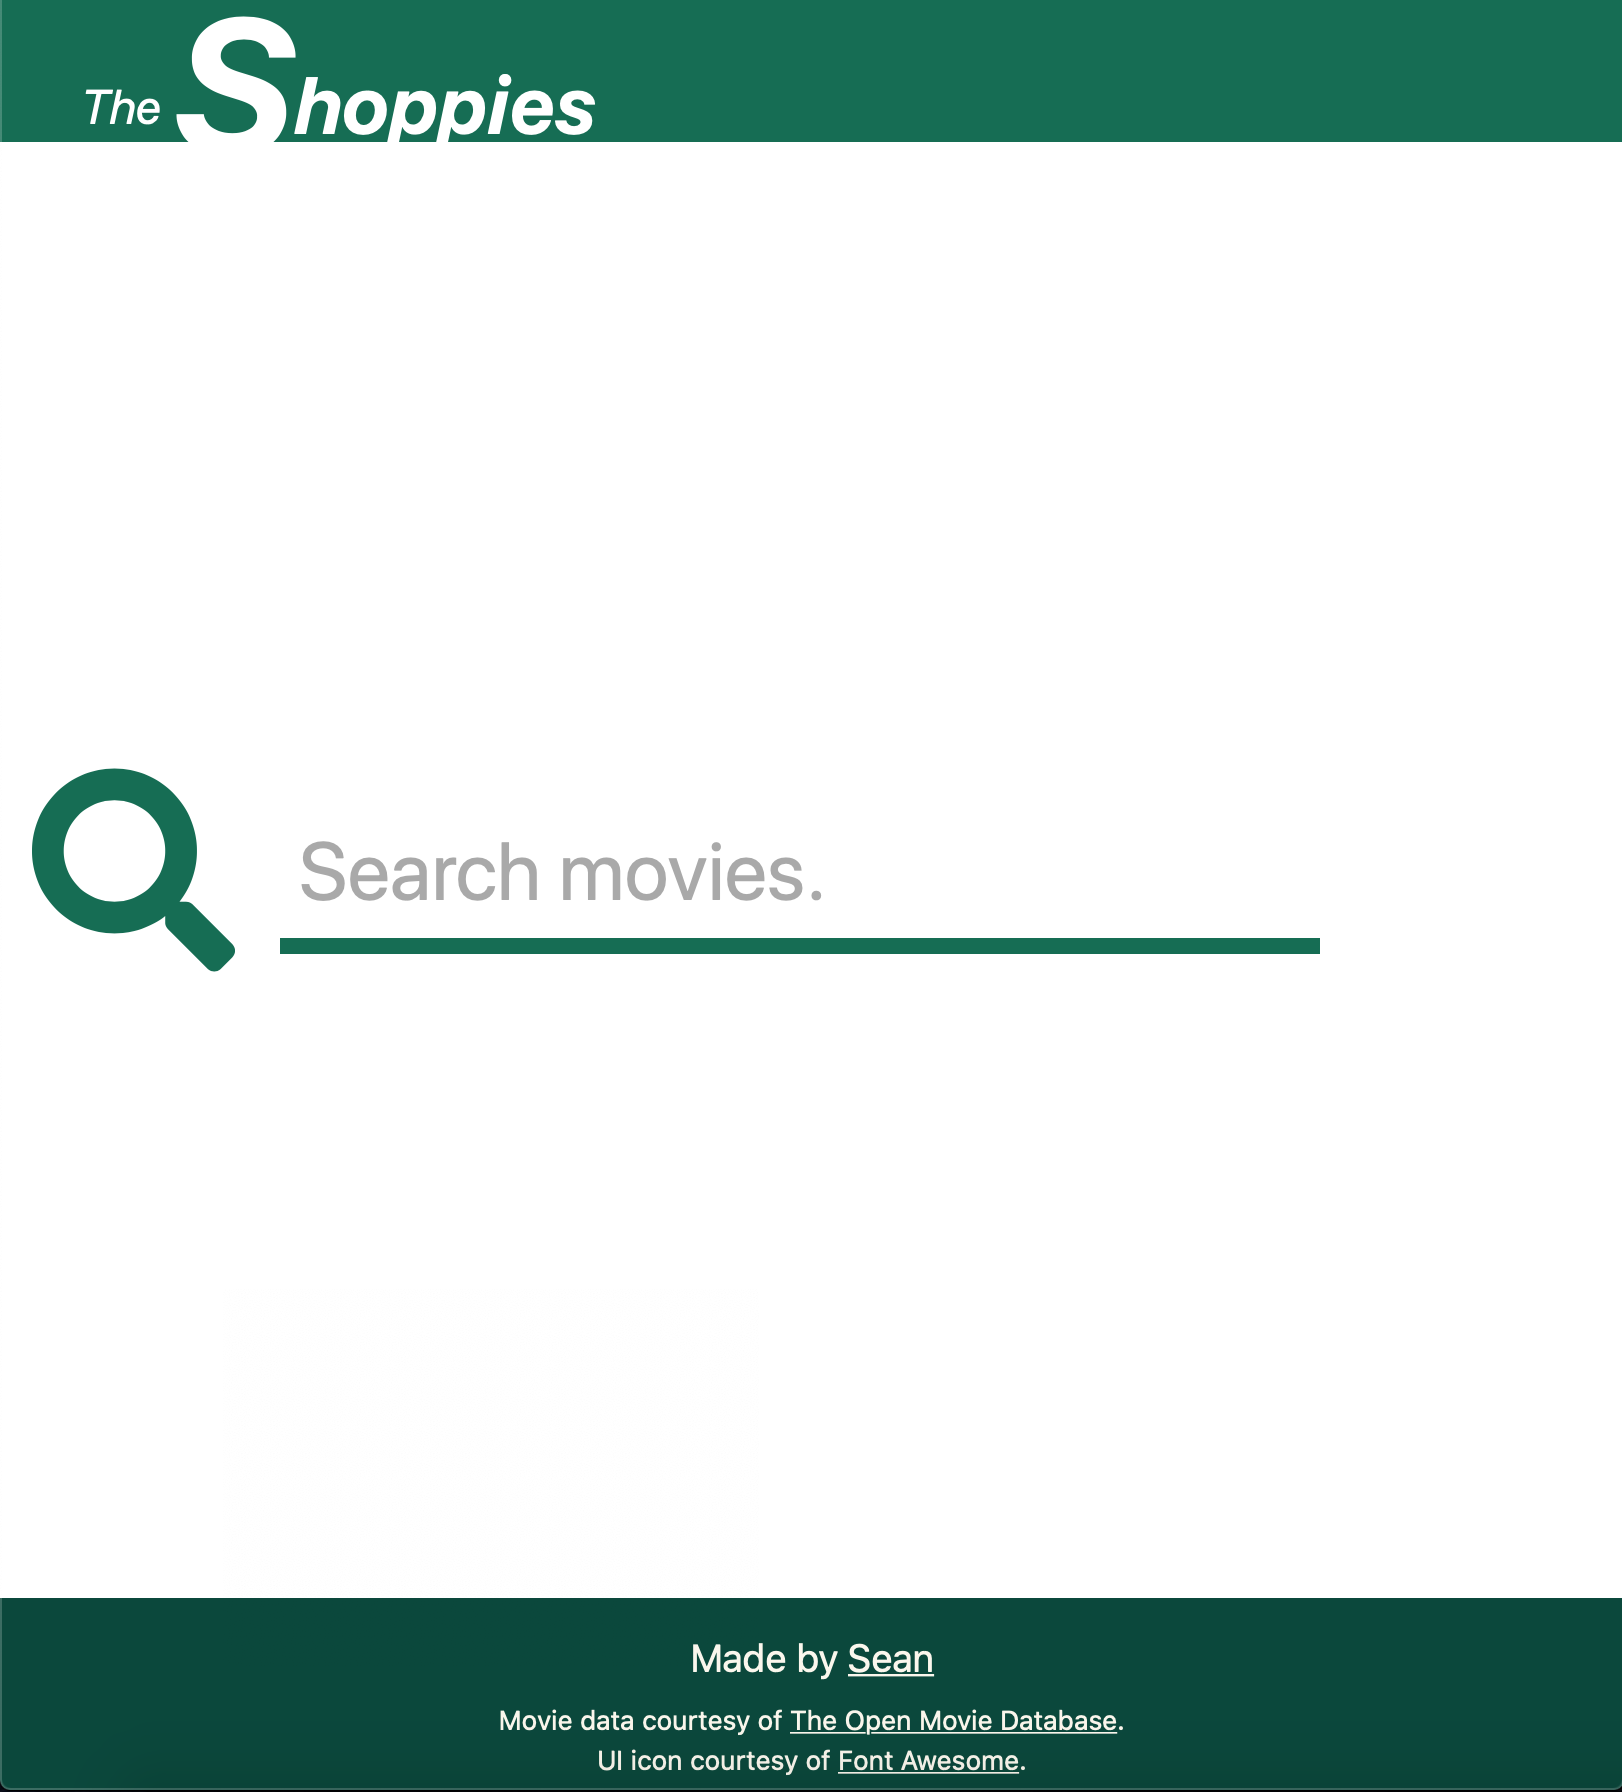 The Shoppies
Search movies.
Made by Sean
Movie data courtesy of The Open Movie Database.
UI icon courtesy of Font Awesome.